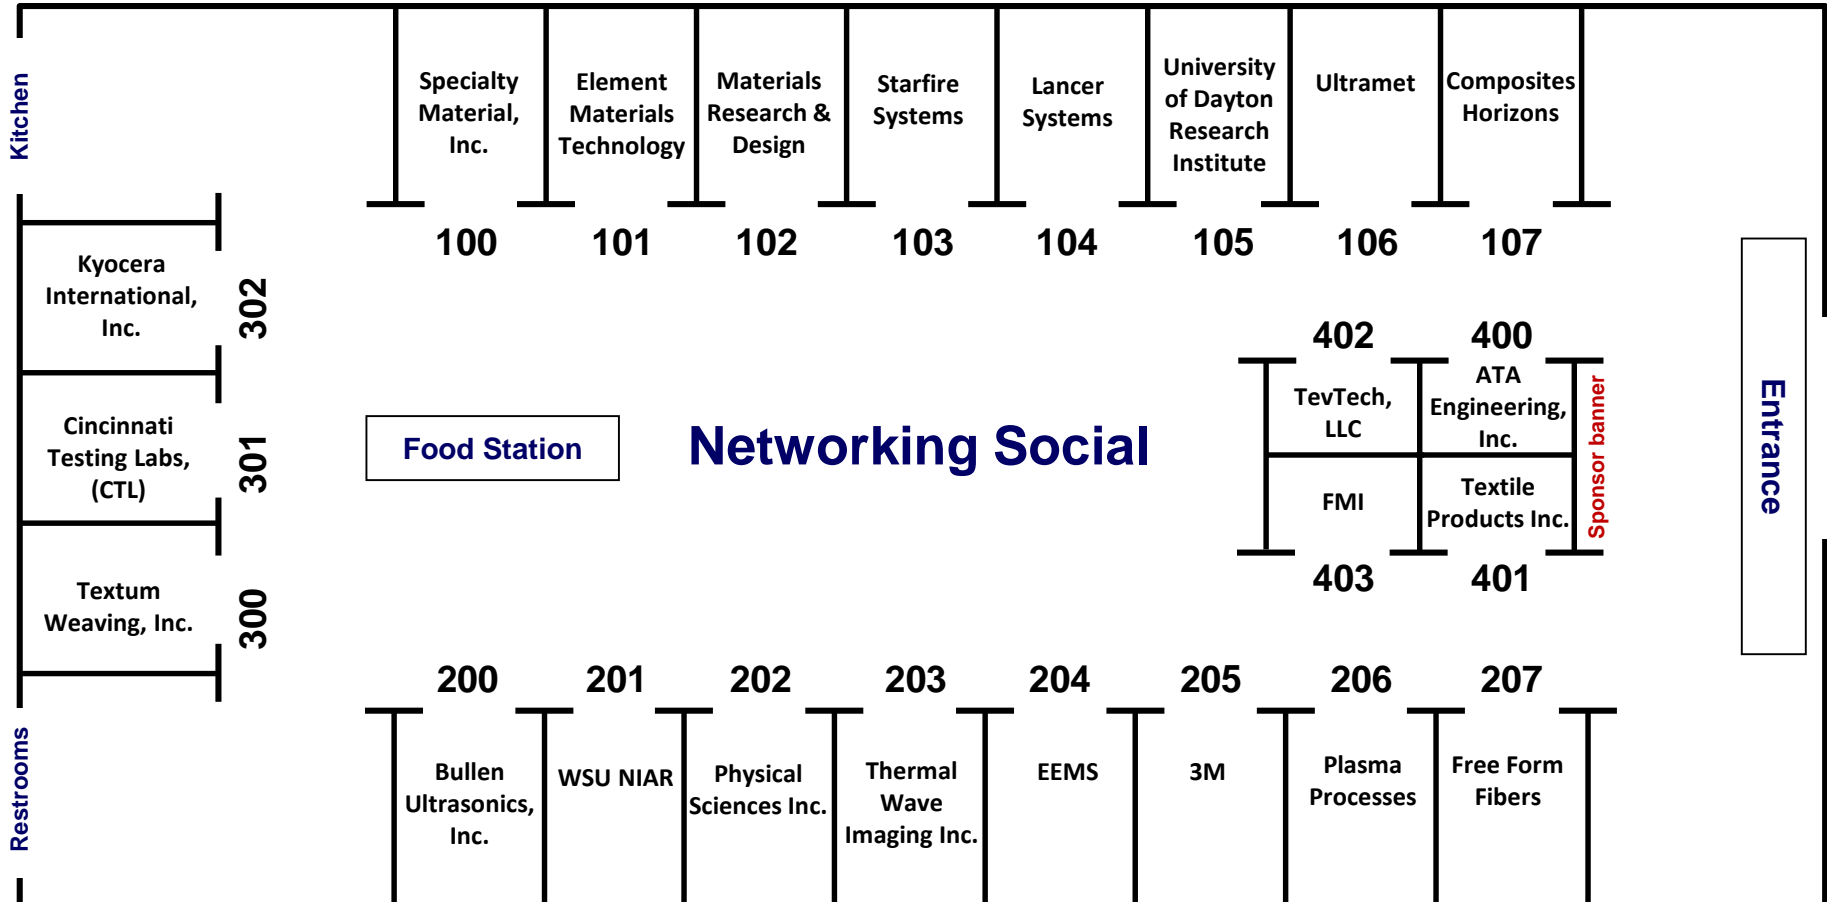 Kitchen
Specialty
Material,
Inc.
Element
Materials
Technology
Materials
Research &
Design
Starfire
Systems
Lancer
Systems
University
of Dayton
Research
Institute
Ultramet
Composites
Horizons
100
101
102
103
104
105
106
107
Kyocera
International,
Inc.
302
Cincinnati
Testing Labs,
(CTL)
301
Textum
Weaving, Inc.
300
Food Station
Networking Social
402
400
TevTech,
LLC
ATA
Engineering,
Inc.
FMI
Textile
Products Inc.
403
401
Sponsor banner
Entrance
200
201
202
203
204
205
206
207
Restrooms
Bullen
Ultrasonics,
Inc.
WSU NIAR
Physical
Sciences Inc.
Thermal
Wave
Imaging Inc.
EEMS
3M
Plasma
Processes
Free Form
Fibers